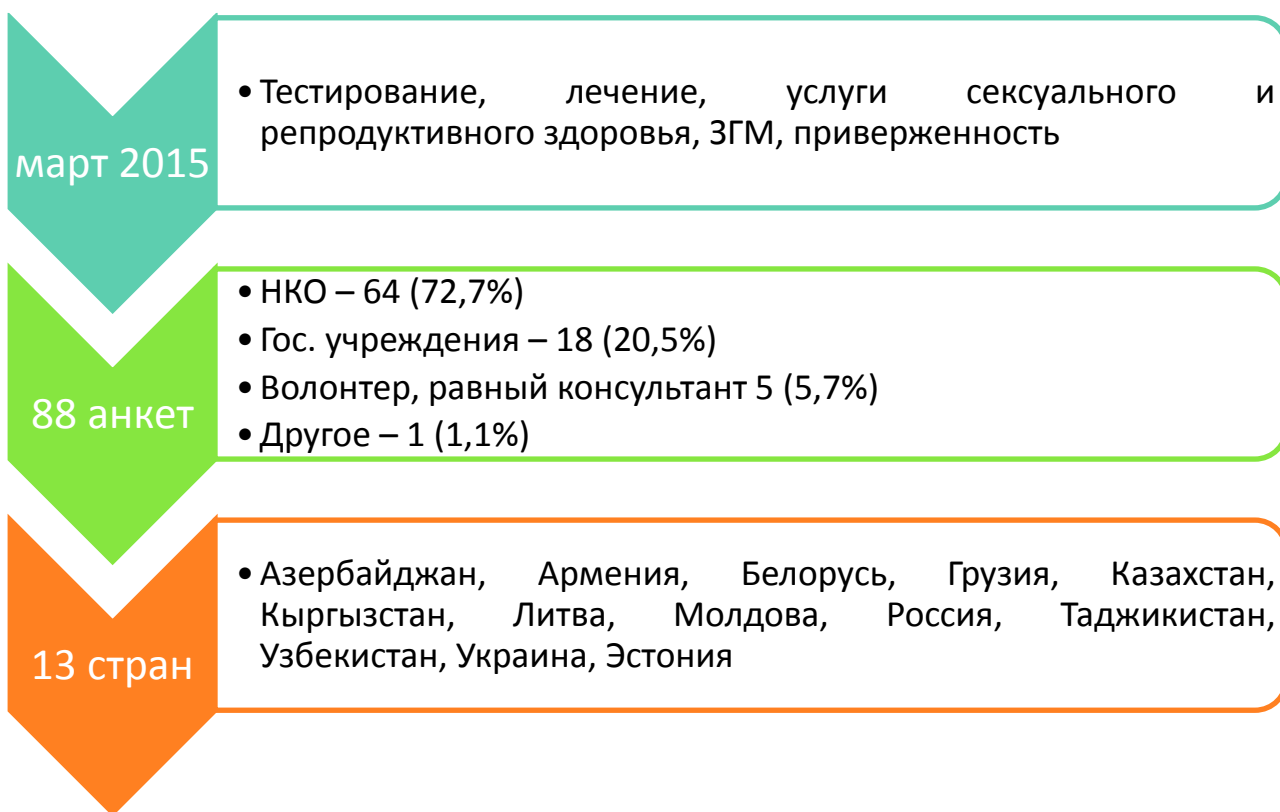 март 2015
• Тестирование, лечение, услуги сексуального и
репродуктивного здоровья, ЗГМ, приверженность
88 анкет
• НКО – 64 (72,7%)
• Гос. учреждения – 18 (20,5%)
• Волонтер, равный консультант 5 (5,7%)
• Другое – 1 (1,1%)
13 стран
• Азербайджан, Армения, Белорусь, Грузия, Казахстан,
Кыргызстан, Литва, Молдова, Россия, Таджикистан,
Узбекистан, Украина, Эстония